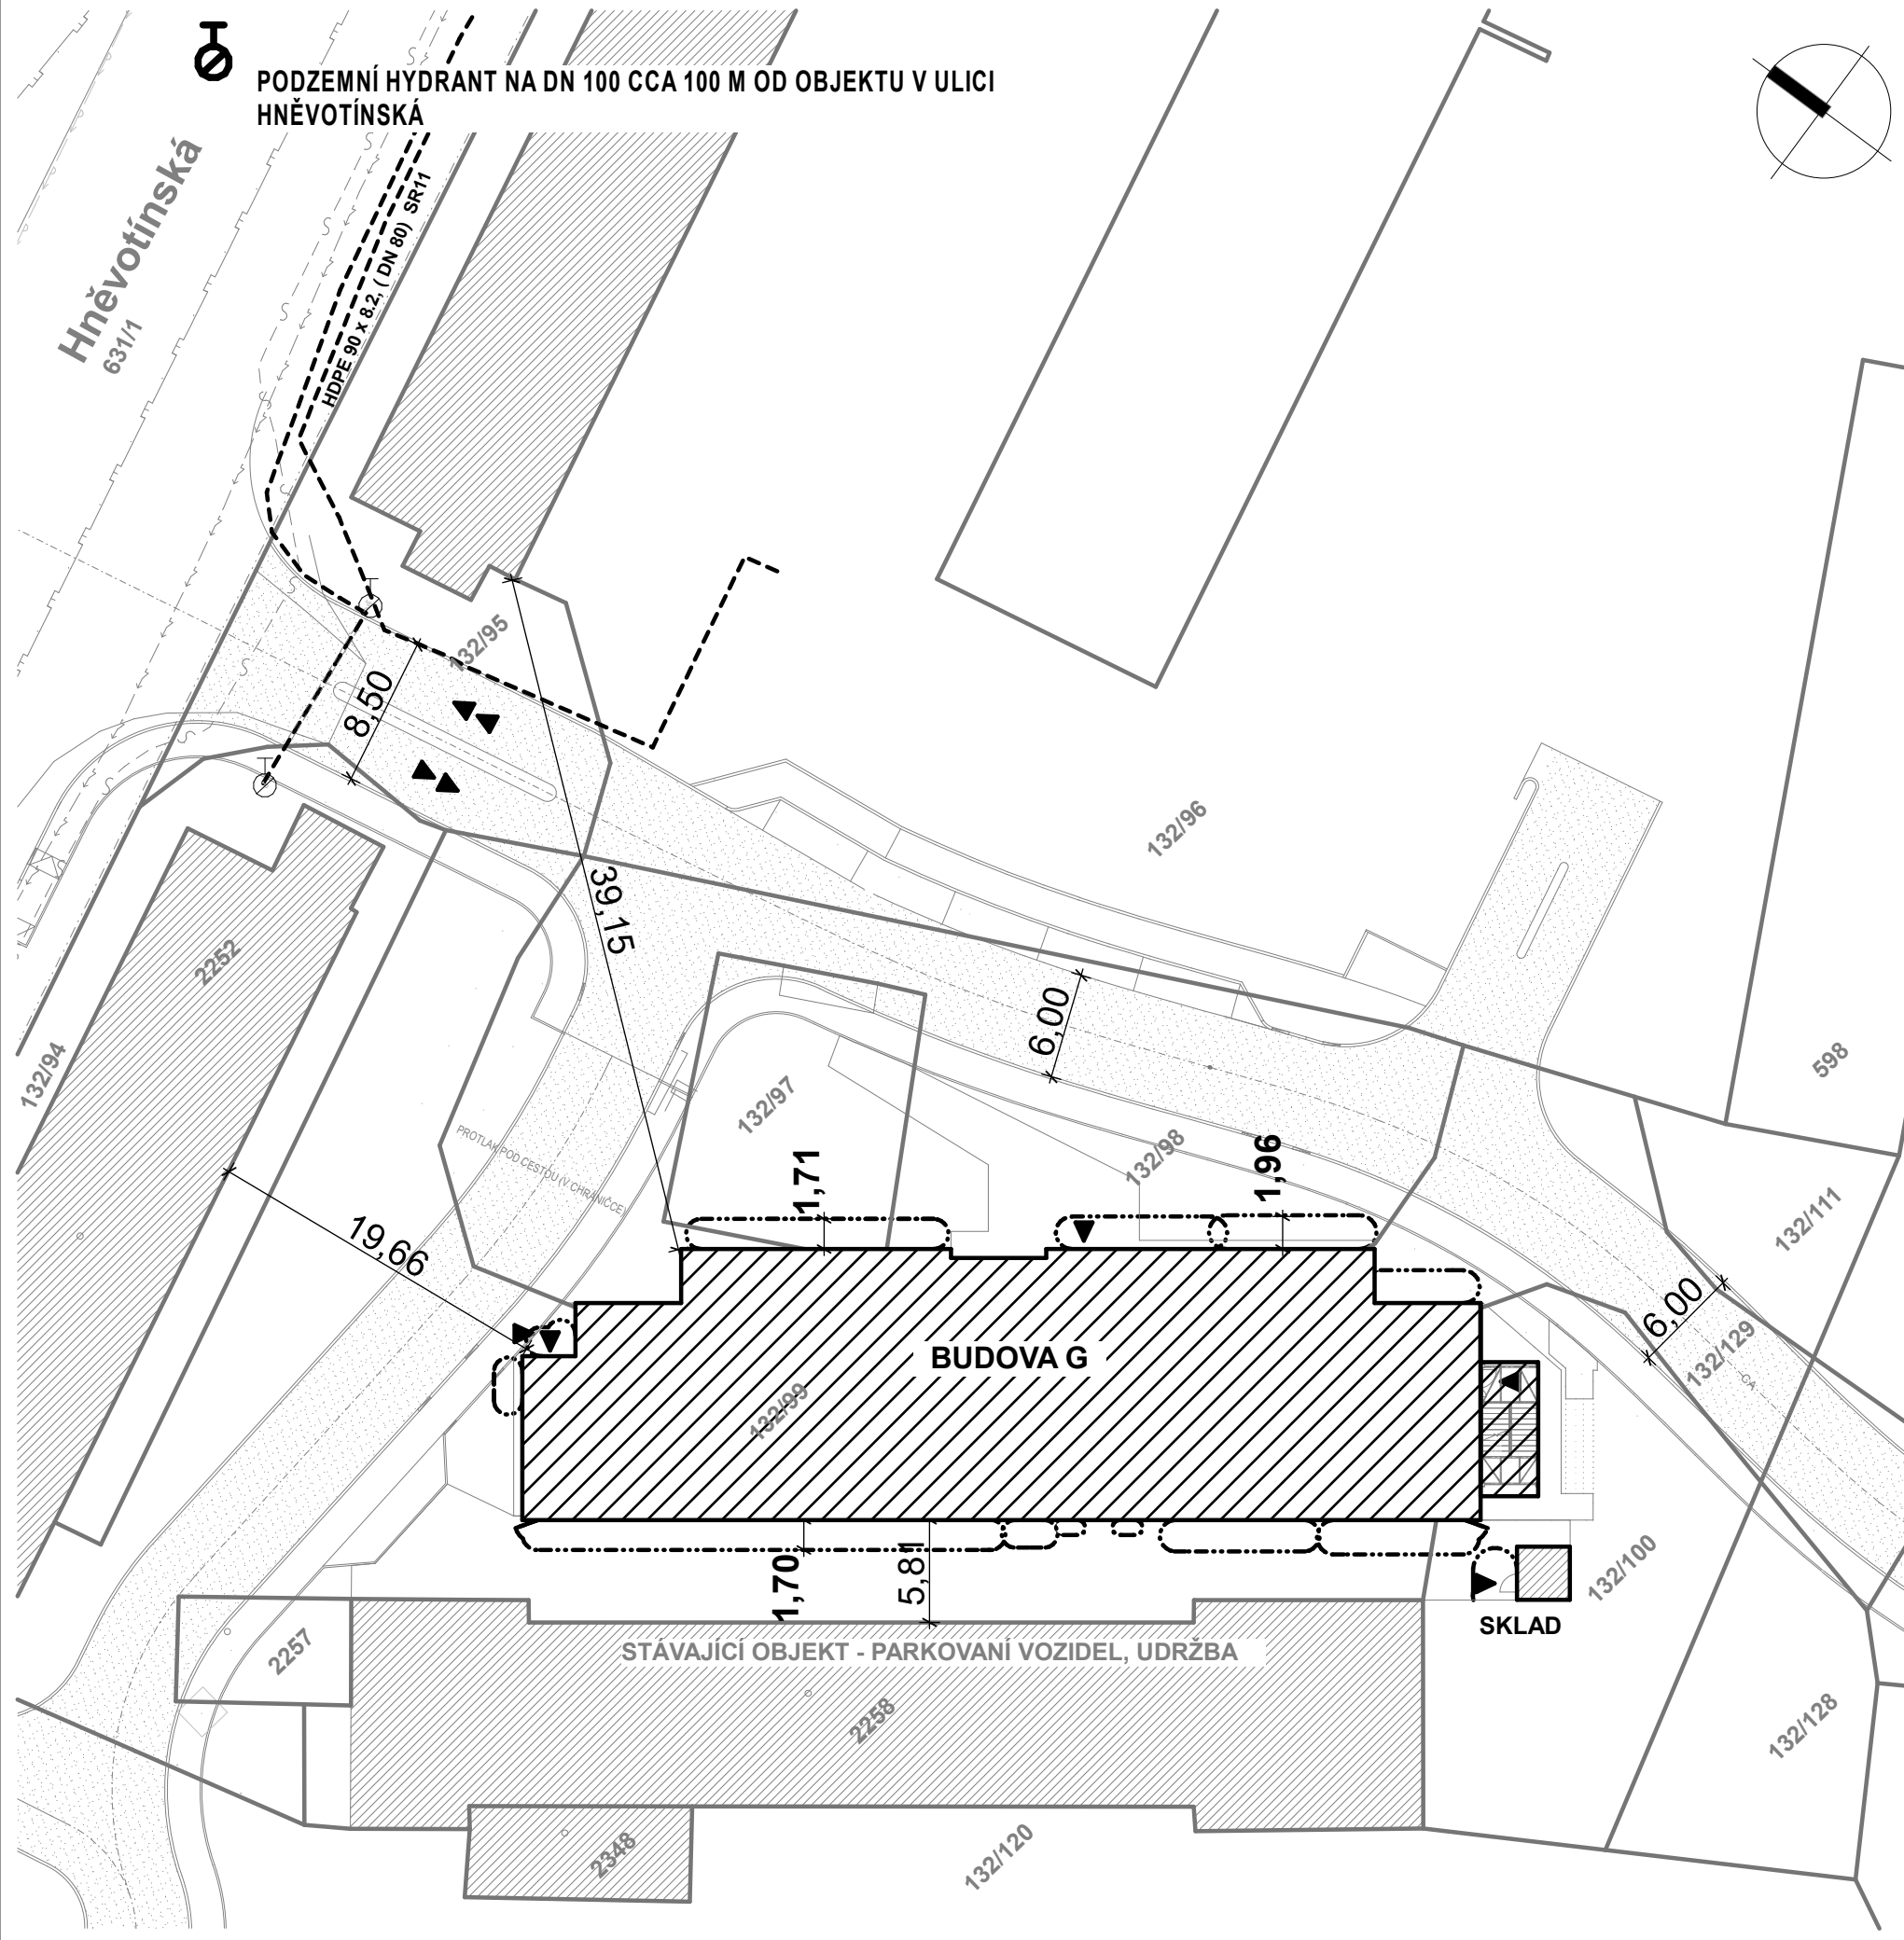 PODZEMNÍ HYDRANT NA DN 100 CCA 100 M OD OBJEKTU V ULICI
HNĚVOTÍNSKÁ
Hněvotínská
631/1
HDPE 90 x 8.2, ( DN 80) SR11
132/95
8,50
39,15
132/96
2252
132/94
6,00
598
132/97
PROTLAK POD CESTOU (V CHRÁNIČCE)
132/98
1,71
1,96
132/111
19,66
6,00
132/129
BUDOVA G
132/99
CA
1,70
5,81
132/100
SKLAD
2257
STÁVAJÍCÍ OBJEKT - PARKOVANÍ VOZIDEL, UDRŽBA
2258
132/128
2348
132/120